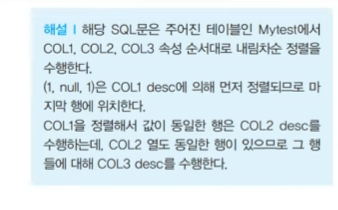 해설 | 해당 SQL문은 주어진 테이블인 Mytest에서
COL1, COL2, COL3 속성 순서대로 내림차순 정렬을
수행한다.
(1, null, 1)은 COL1 desc에 의해 먼저 정렬되므로 마
지막 행에 위치한다.
COL1을 정렬해서 값이 동일한 행은 COL2 desc를
수행하는데, COL2 열도 동일한 행이 있으므로 그 행
들에 대해 COL3 desc를 수행한다.